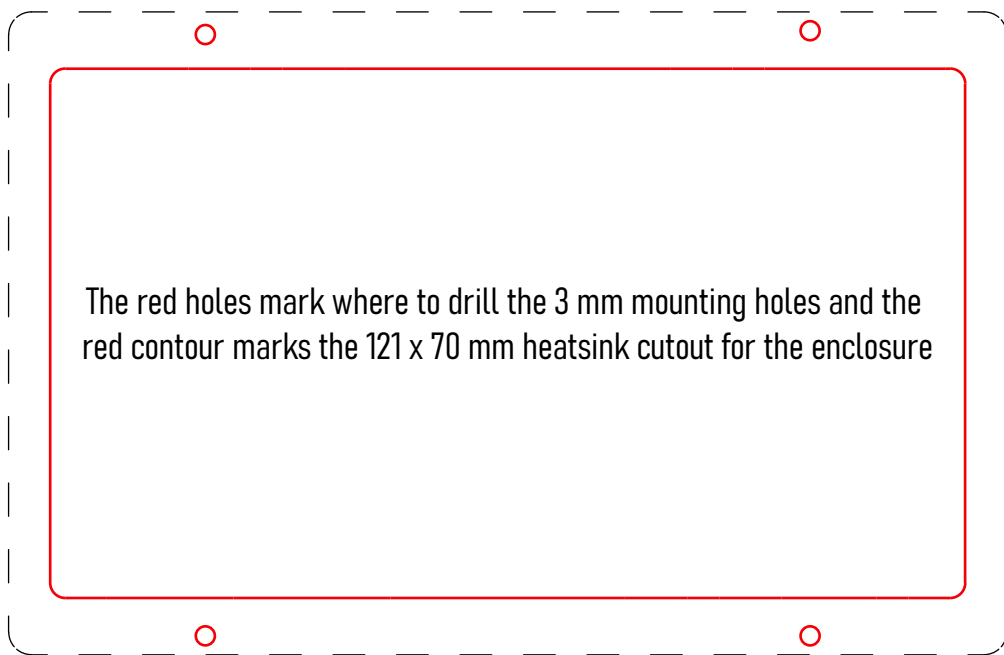 The red holes mark where to drill the 3 mm mounting holes and the
red contour marks the 121 x 70 mm heatsink cutout for the enclosure